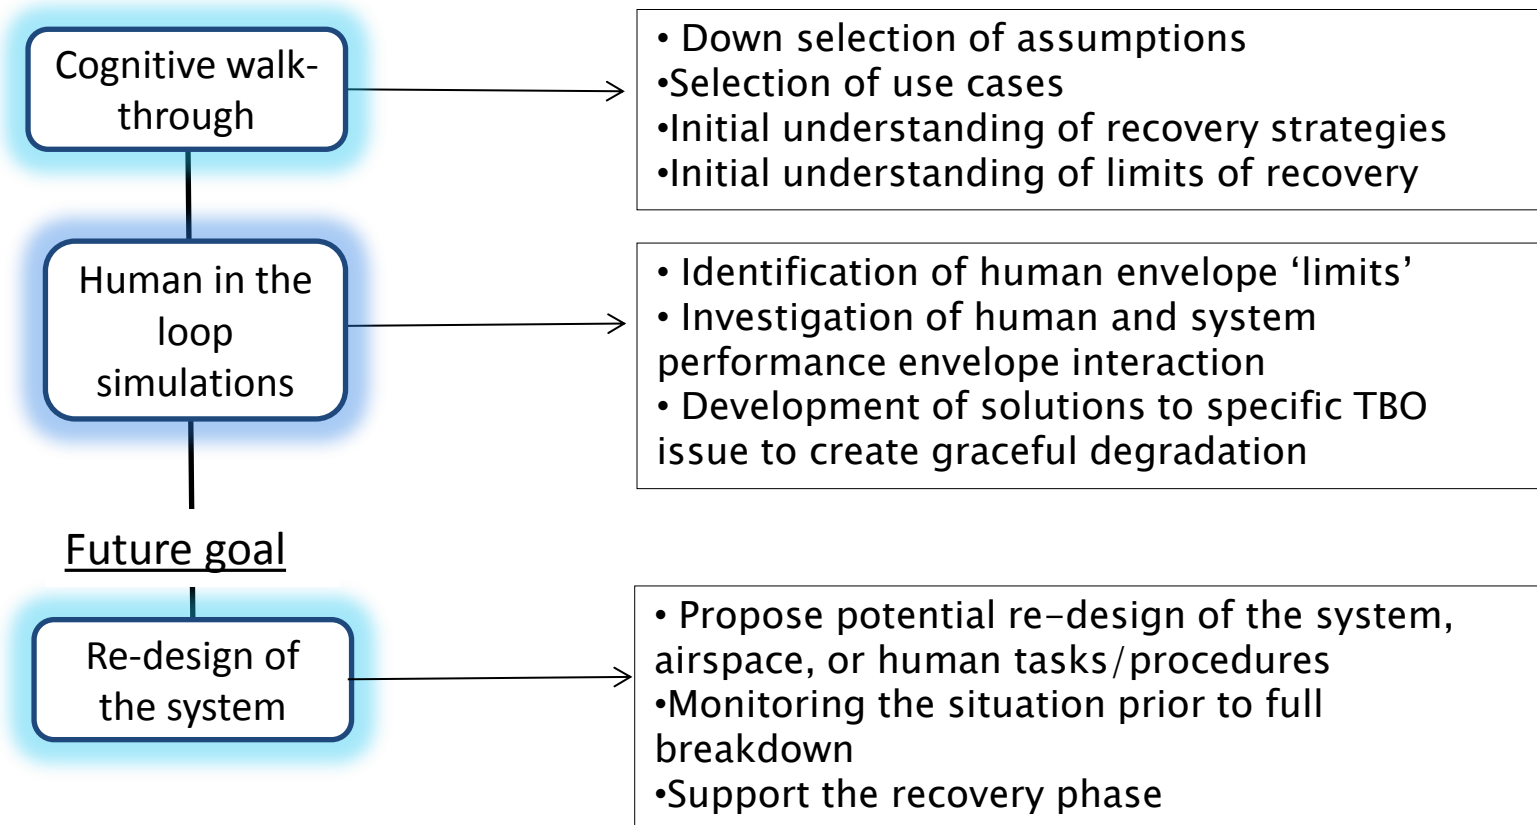 Cognitive walk-
through
• Down selection of assumptions
•Selection of use cases
•Initial understanding of recovery strategies
•Initial understanding of limits of recovery
Human in the
loop
simulations
• Identification of human envelope ‘limits’
• Investigation of human and system
performance envelope interaction
• Development of solutions to specific TBO
issue to create graceful degradation
Future goal
Re-design of
the system
• Propose potential re–design of the system,
airspace, or human tasks/procedures
•Monitoring the situation prior to full
breakdown
•Support the recovery phase